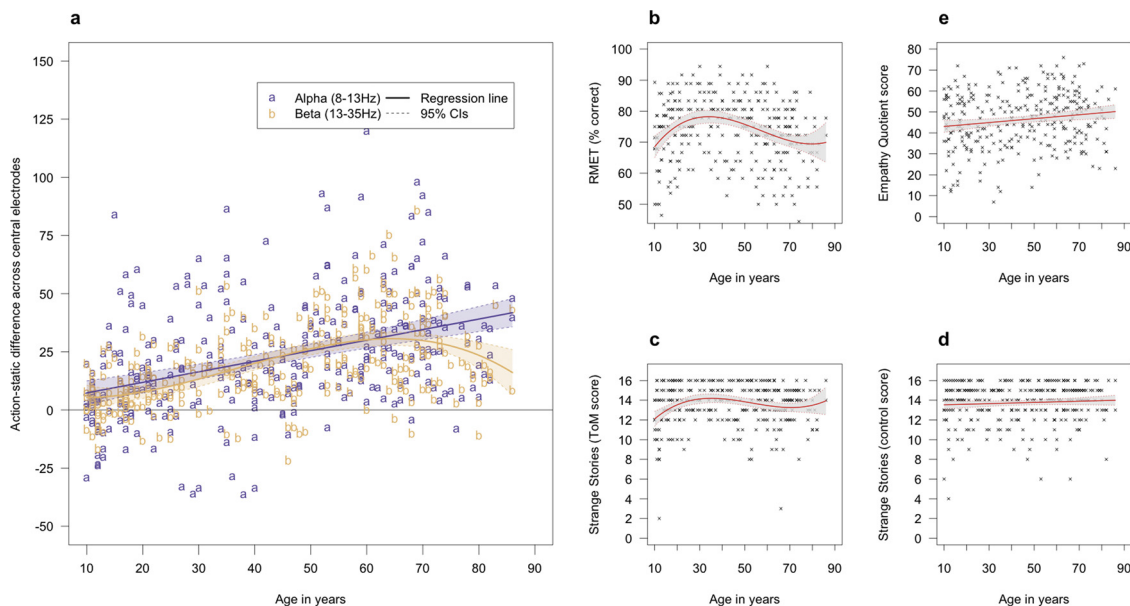 a
150
125
100
75
50
25
0
-25
-50
10 20 30 40 50 60 70 80 90
Action-static difference across central electrodes
Age in years
a Alpha (8-13Hz)
b Beta (13-35Hz)
Regression line
95% CIs
b
100
90
80
70
60
50
10 30 50 70 90
RMET (% correct)
Age in years
e
80
70
60
50
40
30
20
10
0
10 30 50 70 90
Empathy Quotient score
Age in years
c
16
14
12
10
8
6
4
2
0
10 30 50 70 90
Strange Stories (ToM score)
Age in years
d
16
14
12
10
8
6
4
2
0
10 30 50 70 90
Strange Stories (control score)
Age in years